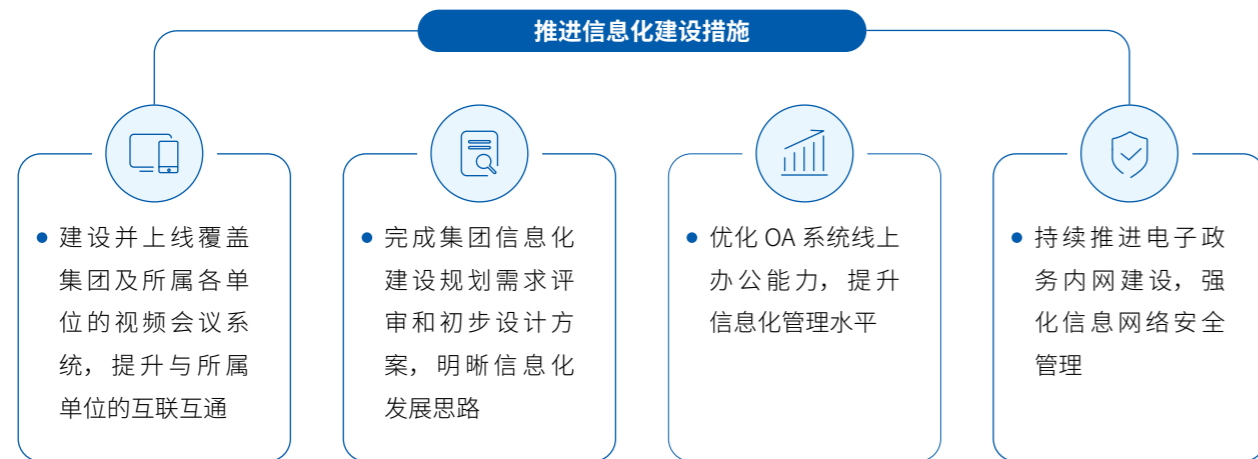 推进信息化建设措施
建设并上线覆盖
集团及所属各单
位的视频会议系
统，提升与所属
单位的互联互通
完成集团信息化
建设规划需求评
审和初步设计方
案，明晰信息化
发展思路
优化 OA 系统线上
办公能力，提升
信息化管理水平
持续推进电子政
务内网建设，强
化信息网络安全
管理